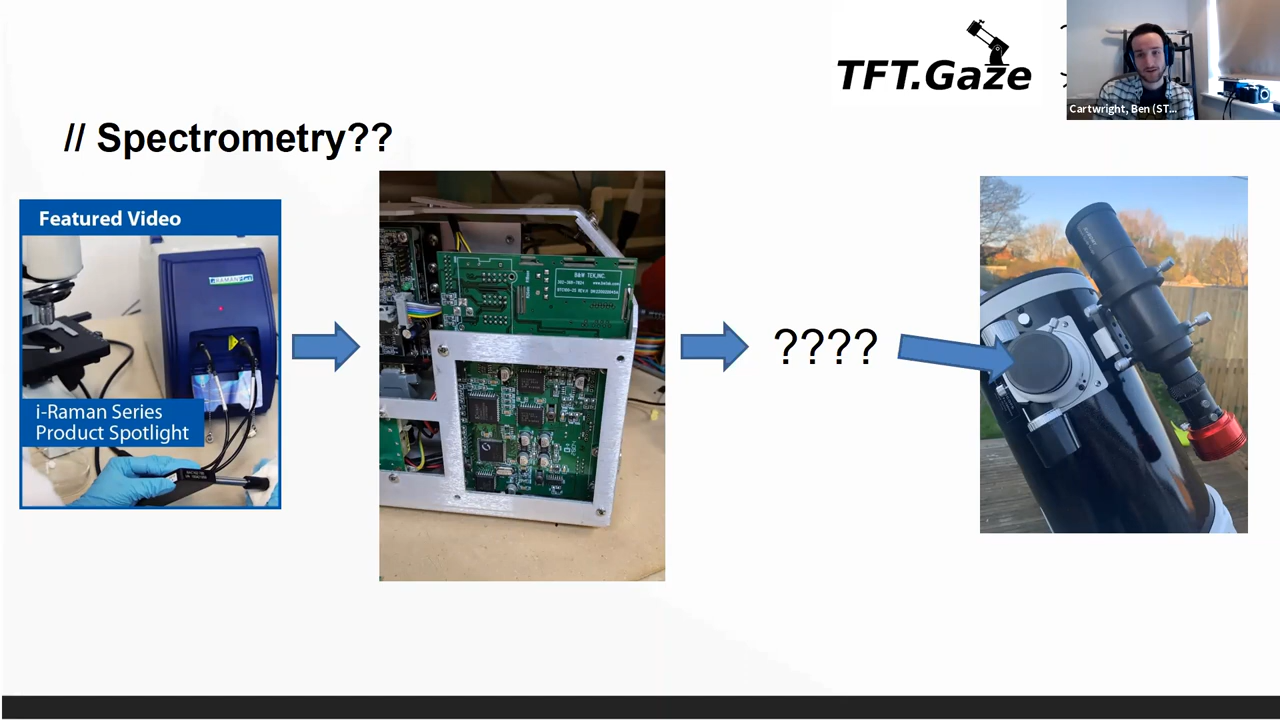 TFT.Gaze
Cartwright, Ben (ST...
// Spectrometry??
Featured Video
i-Raman Series
Product Spotlight
B&W TEK, INC.
????